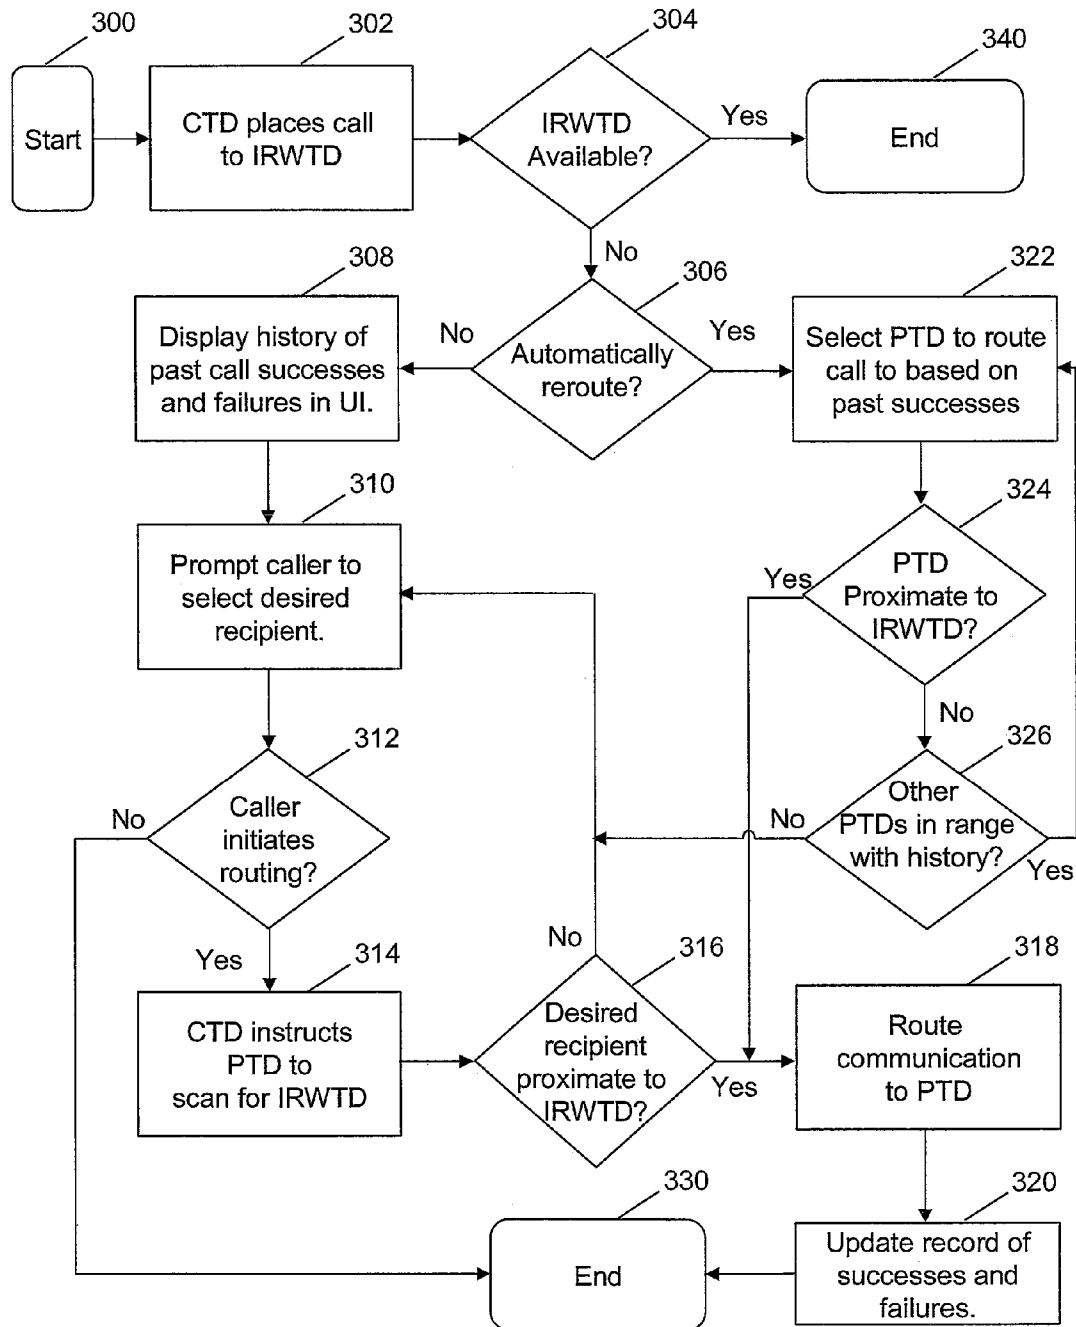 300
302
304
340
Start
CTD places call
to IRWTD
IRWTD
Available?
Yes
End
No
308
306
322
Display history of
past call successes
and failures in UI.
No
Automatically
reroute?
Yes
Select PTD to route
call to based on
past successes
310
324
Prompt caller to
select desired
recipient.
Yes
PTD
Proximate to
IRWTD?
No
312
326
No
Caller
initiates
routing?
No
Other
PTDs in range
with history?
Yes
Yes
314
No
316
318
CTD instructs
PTD to
scan for IRWTD
Desired
recipient
proximate to
IRWTD?
Yes
Route
communication
to PTD
330
320
End
Update record of
successes and
failures.